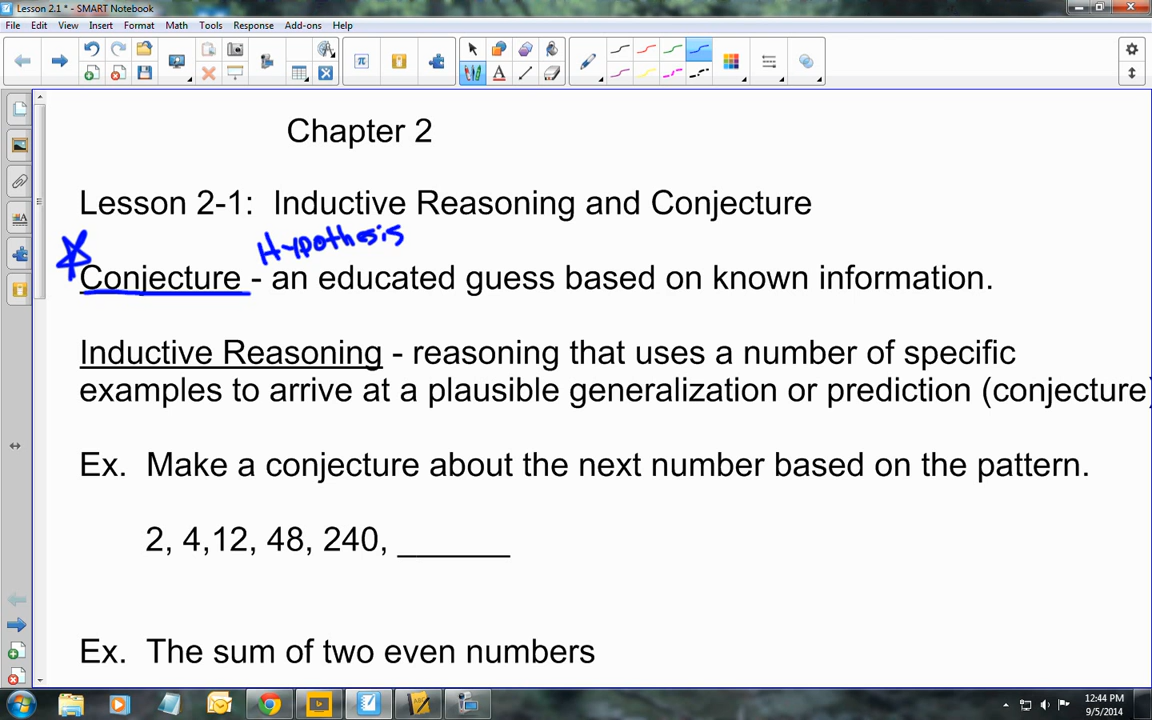 Lesson 2.1 * - SMART Notebook
File Edit View Insert Format Math Tools Response Add-ons Help
Chapter 2
Lesson 2-1: Inductive Reasoning and Conjecture
Hypothesis
Conjecture - an educated guess based on known information.
Inductive Reasoning - reasoning that uses a number of specific
examples to arrive at a plausible generalization or prediction (conjecture)
Ex. Make a conjecture about the next number based on the pattern.
2, 4,12, 48, 240, ______
Ex. The sum of two even numbers
12:44 PM
9/5/2014